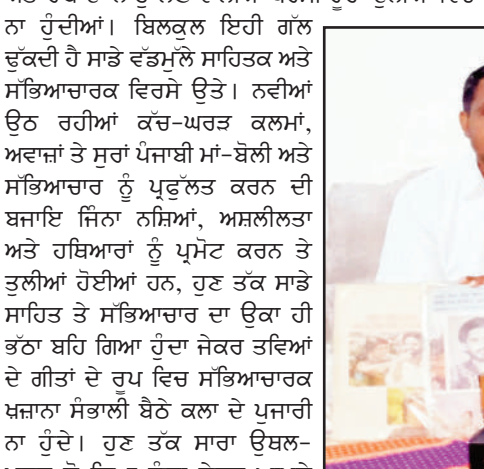 ਨਾ ਹੁੰਦੀਆਂ। ਬਿਲਕੁਲ ਇਹੀ ਗੱਲ
ਢੁੱਕਦੀ ਹੈ ਸਾਡੇ ਵੱਡਮੁੱਲੇ ਸਾਹਿਤਕ ਅਤੇ
ਸੱਭਿਆਚਾਰਕ ਵਿਰਸੇ ਉਤੇ। ਨਵੀਆਂ
ਉਠ ਰਹੀਆਂ ਕੱਚ-ਘਰੜ ਕਲਮਾਂ,
ਅਵਾਜ਼ਾਂ ਤੇ ਸੁਰਾਂ ਪੰਜਾਬੀ ਮਾਂ-ਬੋਲੀ ਅਤੇ
ਸੱਭਿਆਚਾਰ ਨੂੰ ਪ੍ਰਫੁੱਲਤ ਕਰਨ ਦੀ
ਬਜਾਇ ਜਿੰਨਾ ਨਸ਼ਿਆਂ, ਅਸ਼ਲੀਲਤਾ
ਅਤੇ ਹਥਿਆਰਾਂ ਨੂੰ ਪ੍ਰਮੋਟ ਕਰਨ ਤੇ
ਤੁਲੀਆਂ ਹੋਈਆਂ ਹਨ, ਹੁਣ ਤੱਕ ਸਾਡੇ
ਸਾਹਿਤ ਤੇ ਸੱਭਿਆਚਾਰ ਦਾ ਉਕਾ ਹੀ
ਭੱਠਾ ਬਹਿ ਗਿਆ ਹੁੰਦਾ ਜੇਕਰ ਤਵਿਆਂ
ਦੇ ਗੀਤਾਂ ਦੇ ਰੂਪ ਵਿਚ ਸੱਭਿਆਚਾਰਕ
ਖਜ਼ਾਨਾ ਸੰਭਾਲੀ ਬੈਠੇ ਕਲਾ ਦੇ ਪੁਜਾਰੀ
ਨਾ ਹੁੰਦੇ। ਹੁਣ ਤੱਕ ਸਾਰਾ ਉਥਲ-